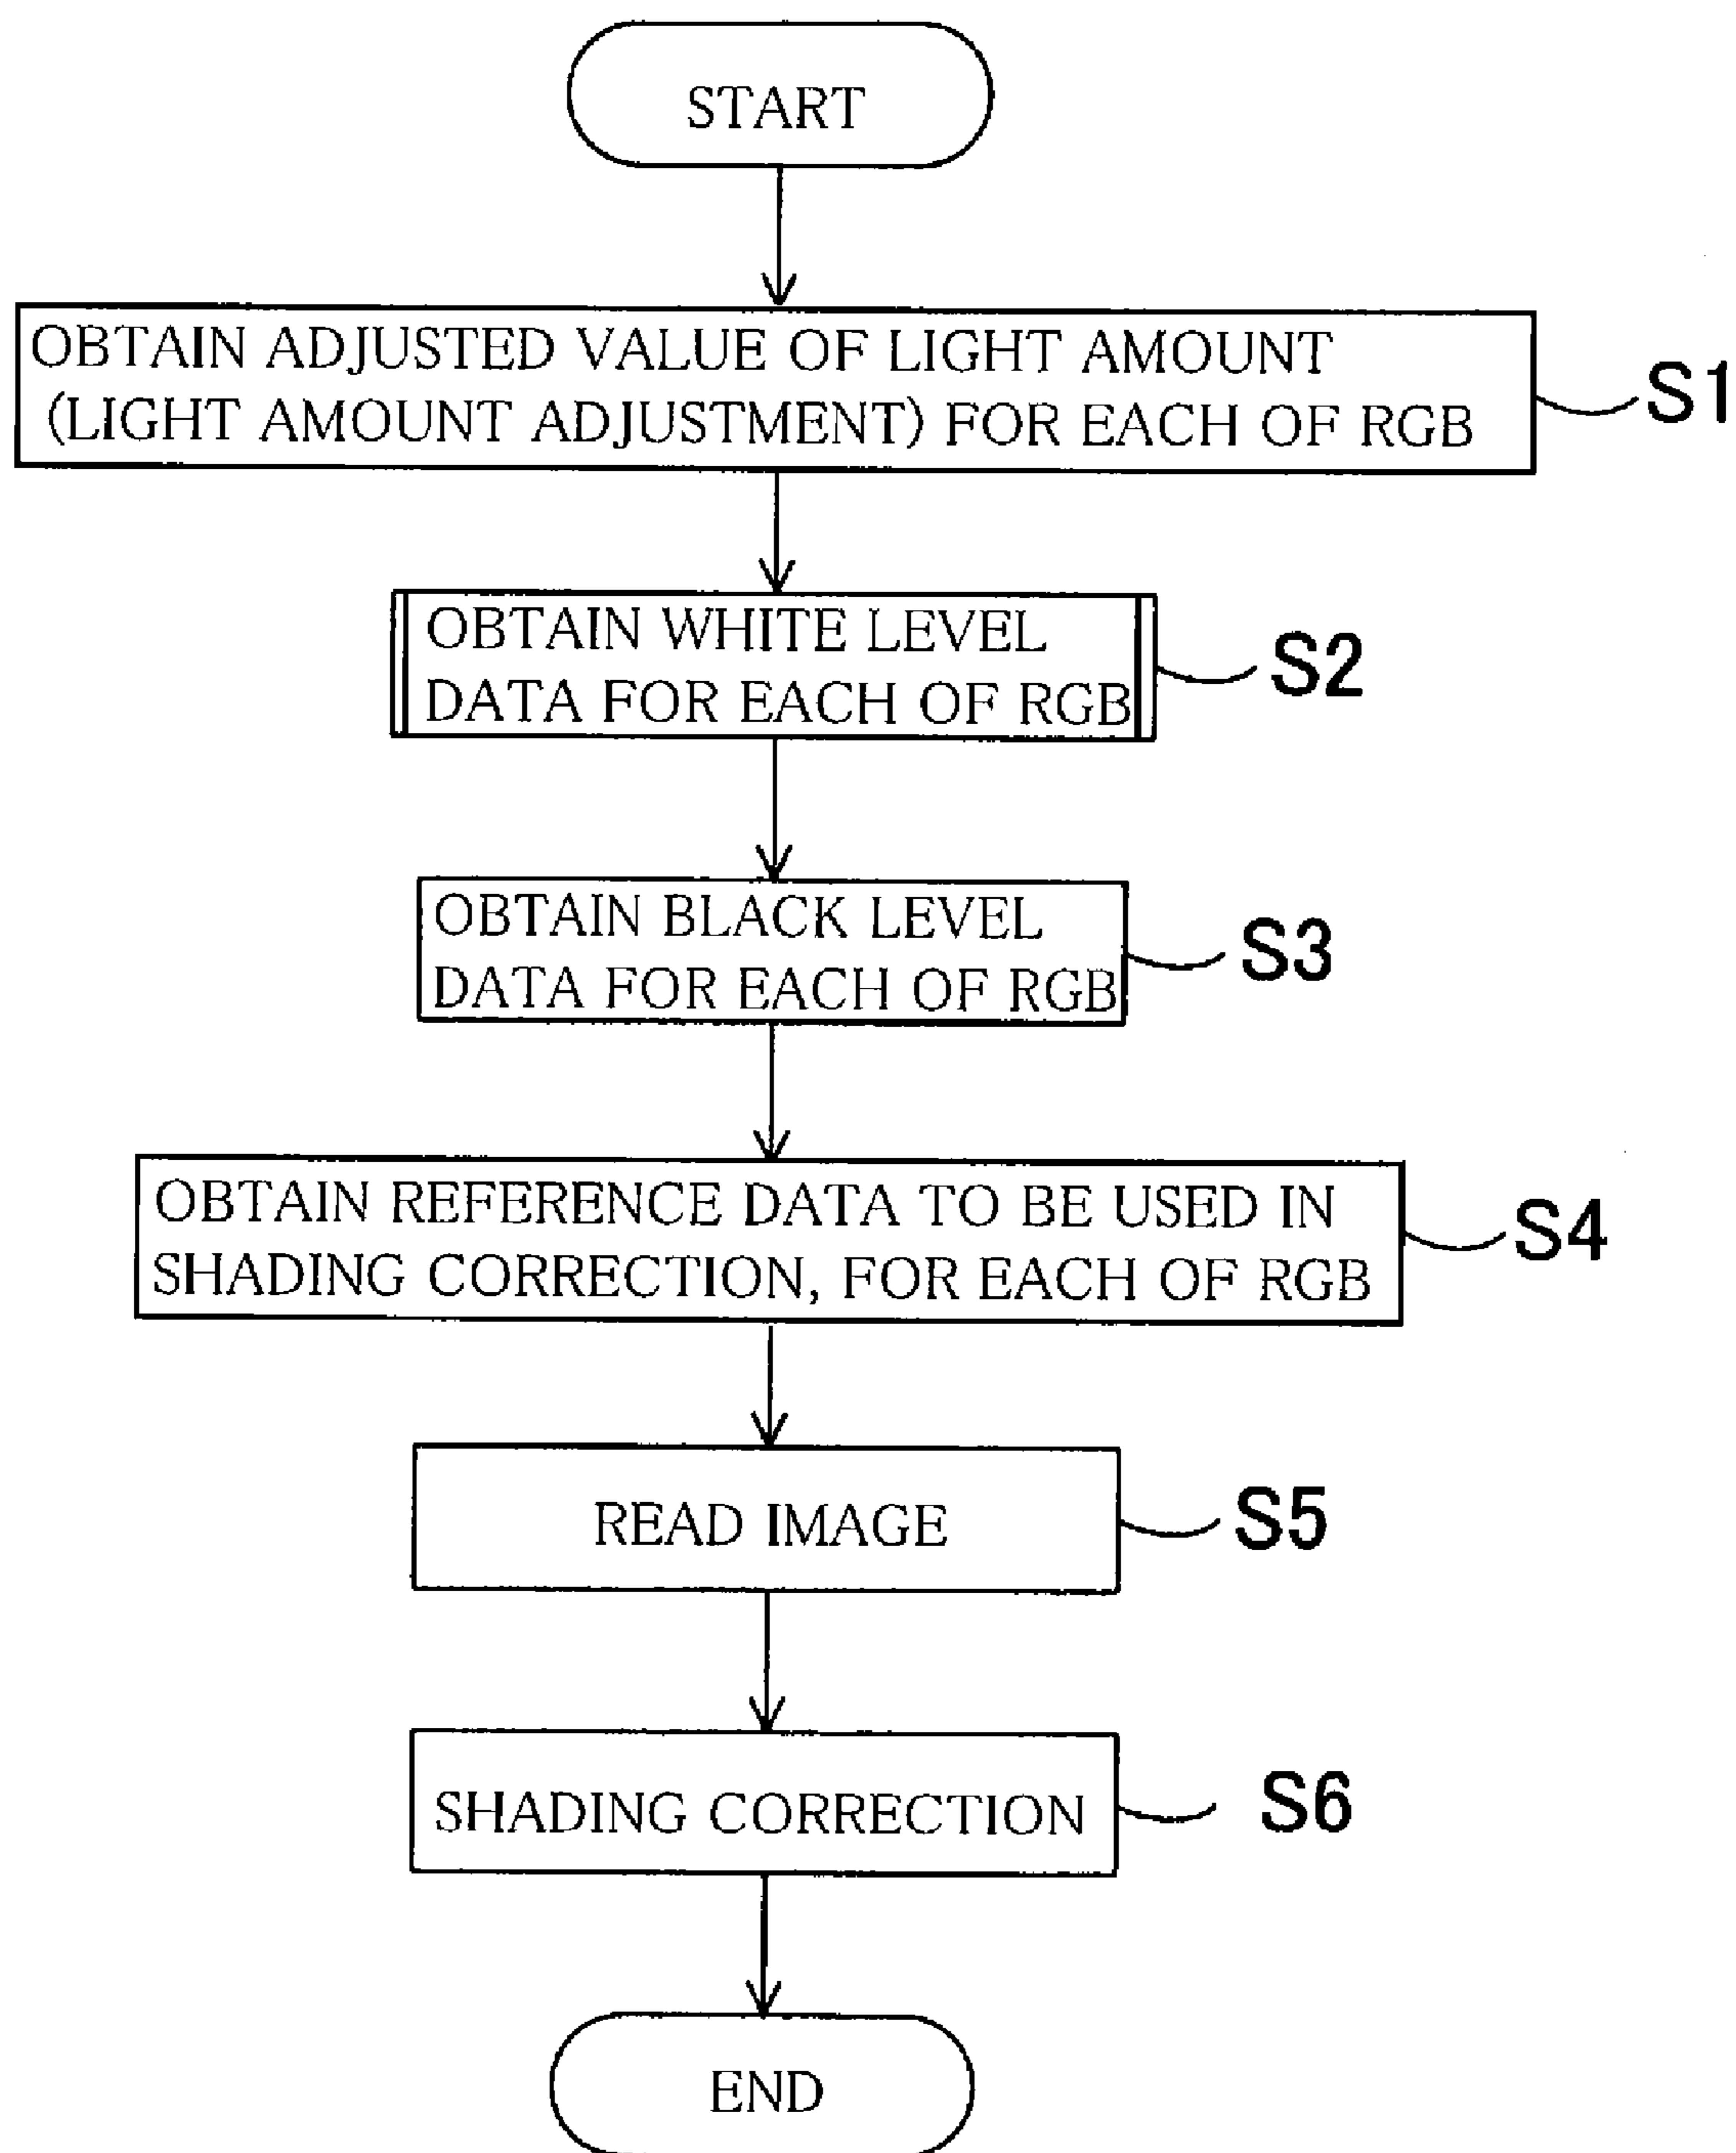 START
OBTAIN ADJUSTED VALUE OF LIGHT AMOUNT
(LIGHT AMOUNT ADJUSTMENT) FOR EACH OF RGB
S1
OBTAIN WHITE LEVEL
DATA FOR EACH OF RGB
S2
OBTAIN BLACK LEVEL
DATA FOR EACH OF RGB
S3
OBTAIN REFERENCE DATA TO BE USED IN
SHADING CORRECTION, FOR EACH OF RGB
S4
READ IMAGE
S5
SHADING CORRECTION
S6
END